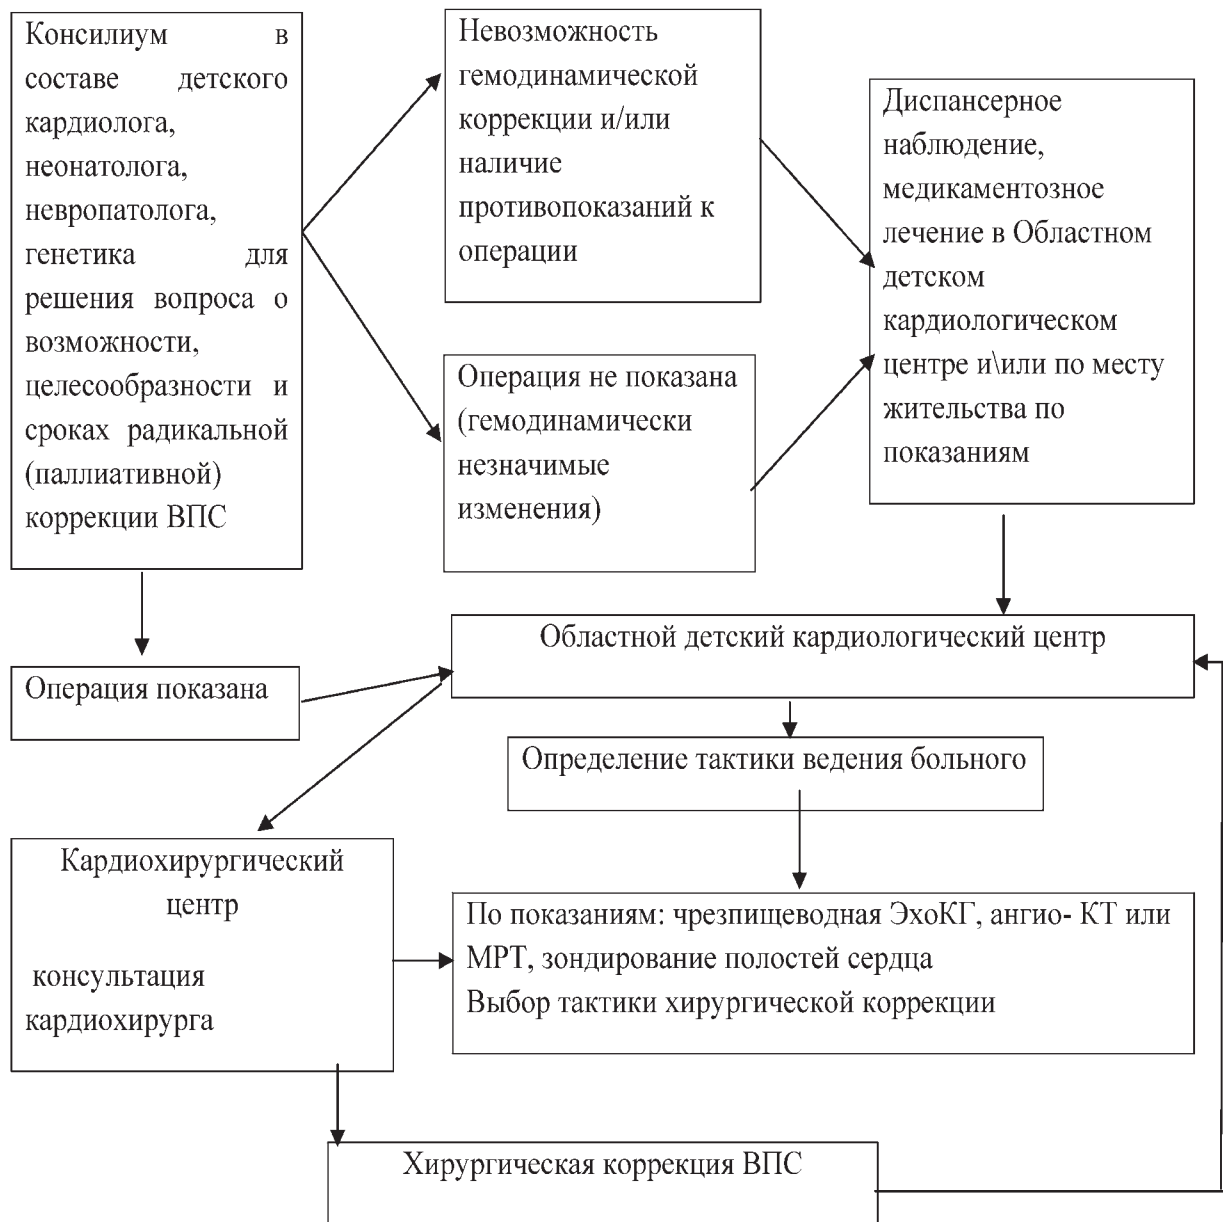 Консилиум в
составе детского
кардиолога,
неонатолога,
невропатолога,
генетика для
решения вопроса о
возможности,
целесообразности и
сроках радикальной
(паллиативной)
коррекции ВПС
Невозможность
гемодинамической
коррекции и/или
наличие
противопоказаний к
операции
Операция не показана
(гемодинамически
незначимые
изменения)
Диспансерное
наблюдение,
медикаментозное
лечение в Областном
детском
кардиологическом
центре и\или по месту
жительства по
показаниям
Операция показана
Областной детский кардиологический центр
Определение тактики ведения больного
Кардиохирургический
центр
консультация
кардиохирурга
По показаниям: чрезпищеводная ЭхоКГ, ангио- КТ или
МРТ, зондирование полостей сердца
Выбор тактики хирургической коррекции
Хирургическая коррекция ВПС